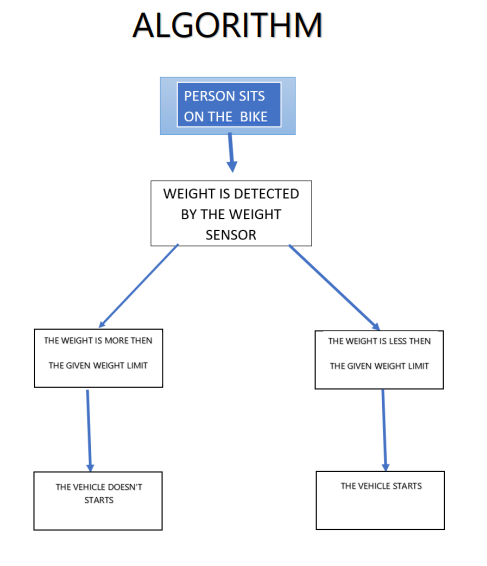 ALGORITHM
PERSON SITS
ON THE BIKE
WEIGHT IS DETECTED
BY THE WEIGHT
SENSOR
THE WEIGHT IS MORE THEN
THE GIVEN WEIGHT LIMIT
THE WEIGHT IS LESS THEN
THE GIVEN WEIGHT LIMIT
THE VEHICLE DOESN'T
STARTS
THE VEHICLE STARTS